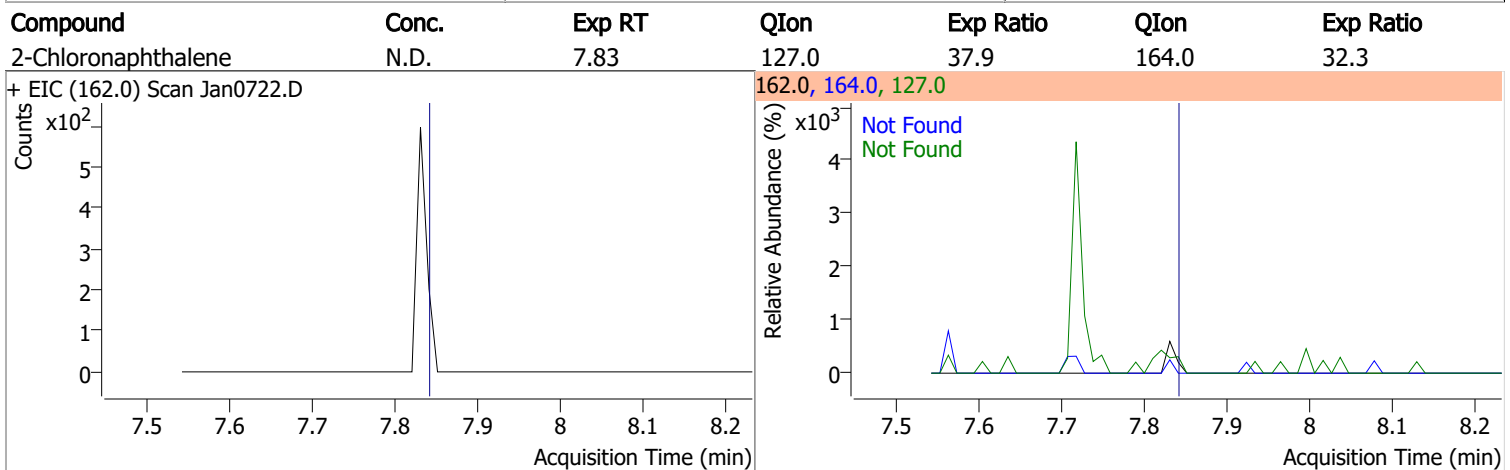 Compound Conc. Exp RT QIon Exp Ratio QIon Exp Ratio
2-Chloronaphthalene N.D. 7.83 127.0 37.9 164.0 32.3
+ EIC (162.0) Scan Jan0722.D
Counts
x10²
5
4
3
2
1
0
7.5 7.6 7.7 7.8 7.9 8 8.1 8.2
Acquisition Time (min)
162.0, 164.0, 127.0
Relative Abundance (%)
x10³
Not Found
Not Found
4
3
2
1
0
7.5 7.6 7.7 7.8 7.9 8 8.1 8.2
Acquisition Time (min)